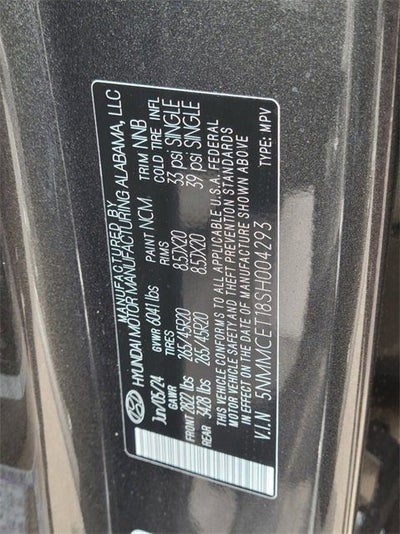 MANUFACTURED BY
HYUNDAI MOTOR MANUFACTURING ALABAMA, LLC
Jun/05/24 GVWR 6041 lbs PAINT NCM TRIM NNB
GAWR TIRES RIMS COLD TIRE INFL
FRONT 2822 lbs 265/45R20 8.5JX20 33 psi SINGLE
REAR 3428 lbs 265/45R20 8.5JX20 39 psi SINGLE
THIS VEHICLE CONFORMS TO ALL APPLICABLE U.S.A. FEDERAL
MOTOR VEHICLE SAFETY, BUMPER, AND THEFT PREVENTION STANDARDS
IN EFFECT ON THE DATE OF MANUFACTURE SHOWN ABOVE
V.I.N 5NMMCET18SH004293 TYPE: MPV